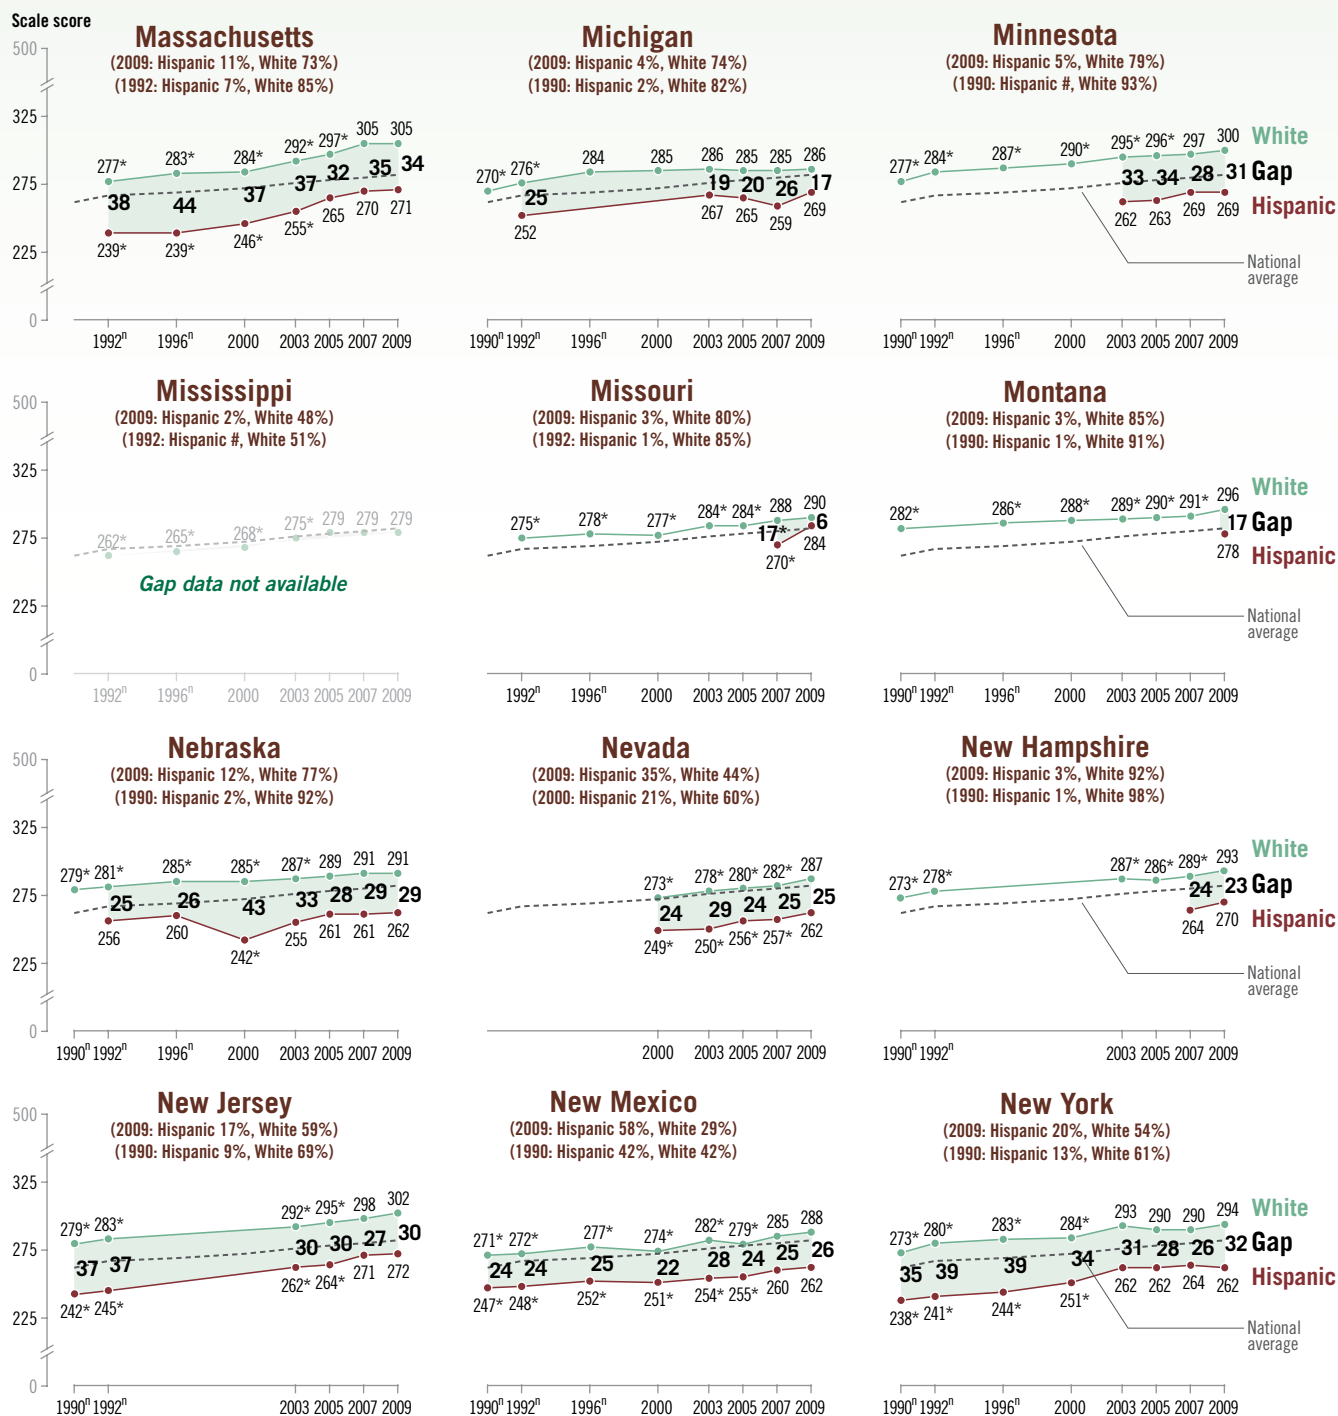 Scale score
Massachusetts
(2009: Hispanic 11%, White 73%)
(1992: Hispanic 7%, White 85%)
500
325
275
225
0
277* 283* 284* 292* 297* 305 305
38 44 37 37 32 35 34
239* 239* 246* 255* 265 270 271
1992n 1996n 2000 2003 2005 2007 2009
Michigan
(2009: Hispanic 4%, White 74%)
(1990: Hispanic 2%, White 82%)
270* 276* 284 285 286 285 285 286
25 19 20 26 17
252 267 265 259 269
1990n 1992n 1996n 2000 2003 2005 2007 2009
Minnesota
(2009: Hispanic 5%, White 79%)
(1990: Hispanic #, White 93%)
277* 284* 287* 290* 295* 296* 297 300
33 34 28 31
262 263 269 269
White
Gap
Hispanic
National
average
1990n 1992n 1996n 2000 2003 2005 2007 2009
Mississippi
(2009: Hispanic 2%, White 48%)
(1992: Hispanic #, White 51%)
500
325
275
225
0
262* 265* 268* 275* 279 279 279
Gap data not available
1992n 1996n 2000 2003 2005 2007 2009
Missouri
(2009: Hispanic 3%, White 80%)
(1992: Hispanic 1%, White 85%)
275* 278* 277* 284* 284* 288 290
17* 6
270* 284
1992n 1996n 2000 2003 2005 2007 2009
Montana
(2009: Hispanic 3%, White 85%)
(1990: Hispanic 1%, White 91%)
282* 286* 288* 289* 290* 291* 296
17
278
White
Gap
Hispanic
National
average
1990n 1992n 1996n 2000 2003 2005 2007 2009
Nebraska
(2009: Hispanic 12%, White 77%)
(1990: Hispanic 2%, White 92%)
500
325
275
225
0
279* 281* 285* 285* 287* 289 291 291
25 26 43 33 28 29 29
256 260 242* 255 261 261 262
1990n 1992n 1996n 2000 2003 2005 2007 2009
Nevada
(2009: Hispanic 35%, White 44%)
(2000: Hispanic 21%, White 60%)
273* 278* 280* 282* 287
24 29 24 25 25
249* 250* 256* 257* 262
2000 2003 2005 2007 2009
New Hampshire
(2009: Hispanic 3%, White 92%)
(1990: Hispanic 1%, White 98%)
273* 278* 287* 286* 289* 293
24 23
264 270
White
Gap
Hispanic
National
average
1990n 1992n 2003 2005 2007 2009
New Jersey
(2009: Hispanic 17%, White 59%)
(1990: Hispanic 9%, White 69%)
500
325
275
225
0
279* 283* 292* 295* 298 302
37 37 30 30 27 30
242* 245* 262* 264* 271 272
1990n 1992n 2003 2005 2007 2009
New Mexico
(2009: Hispanic 58%, White 29%)
(1990: Hispanic 42%, White 42%)
271* 272* 277* 274* 282* 279* 285 288
24 24 25 22 28 24 25 26
247* 248* 252* 251* 254* 255* 260 262
1990n 1992n 1996n 2000 2003 2005 2007 2009
New York
(2009: Hispanic 20%, White 54%)
(1990: Hispanic 13%, White 61%)
273* 280* 283* 284* 293 290 290 294
35 39 39 34 31 28 26 32
238* 241* 244* 251* 262 262 264 262
White
Gap
Hispanic
National
average
1990n 1992n 1996n 2000 2003 2005 2007 2009